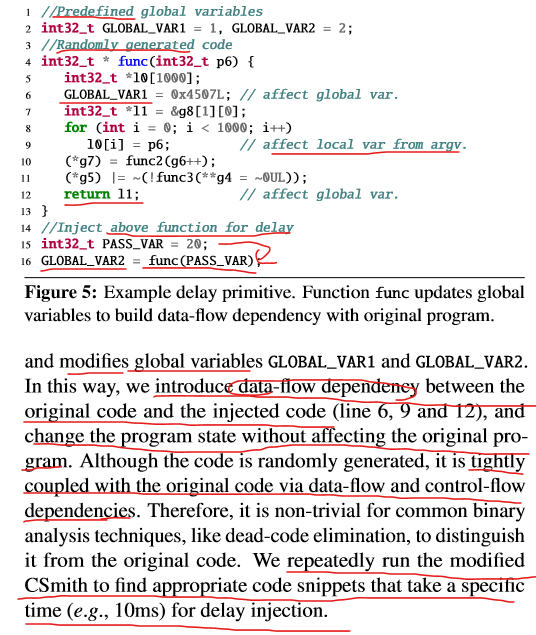 1 //Predefined global variables
2 int32_t GLOBAL_VAR1 = 1, GLOBAL_VAR2 = 2;
3 //Randomly generated code
4 int32_t * func(int32_t p6) {
5 int32_t *l0[1000];
6 GLOBAL_VAR1 = 0x4507L; // affect global var.
7 int32_t *l1 = &g8[1][0];
8 for (int i = 0; i < 1000; i++)
9 l0[i] = p6; // affect local var from argv.
10 (*g7) = func2(g6++);
11 (*g5) |= ~(!func3(**g4 = ~0UL));
12 return l1; // affect global var.
13 }
14 //Inject above function for delay
15 int32_t PASS_VAR = 20;
16 GLOBAL_VAR2 = func(PASS_VAR);
Figure 5: Example delay primitive. Function func updates global
variables to build data-flow dependency with original program.
and modifies global variables GLOBAL_VAR1 and GLOBAL_VAR2.
In this way, we introduce data-flow dependency between the
original code and the injected code (line 6, 9 and 12), and
change the program state without affecting the original pro-
gram. Although the code is randomly generated, it is tightly
coupled with the original code via data-flow and control-flow
dependencies. Therefore, it is non-trivial for common binary
analysis techniques, like dead-code elimination, to distinguish
it from the original code. We repeatedly run the modified
CSmith to find appropriate code snippets that take a specific
time (e.g., 10ms) for delay injection.